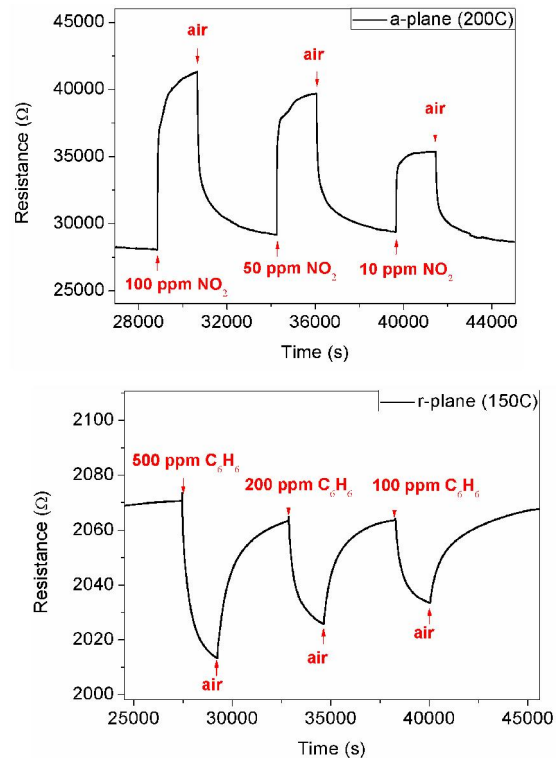 a-plane (200C)
air
air
air
45000
40000
35000
30000
25000
Resistance (Ω)
100 ppm NO₂
50 ppm NO₂
10 ppm NO₂
28000 32000 36000 40000 44000
Time (s)
r-plane (150C)
2100
2080
2060
2040
2020
2000
Resistance (Ω)
500 ppm C₆H₆
200 ppm C₆H₆
100 ppm C₆H₆
air
air
air
25000 30000 35000 40000 45000
Time (s)